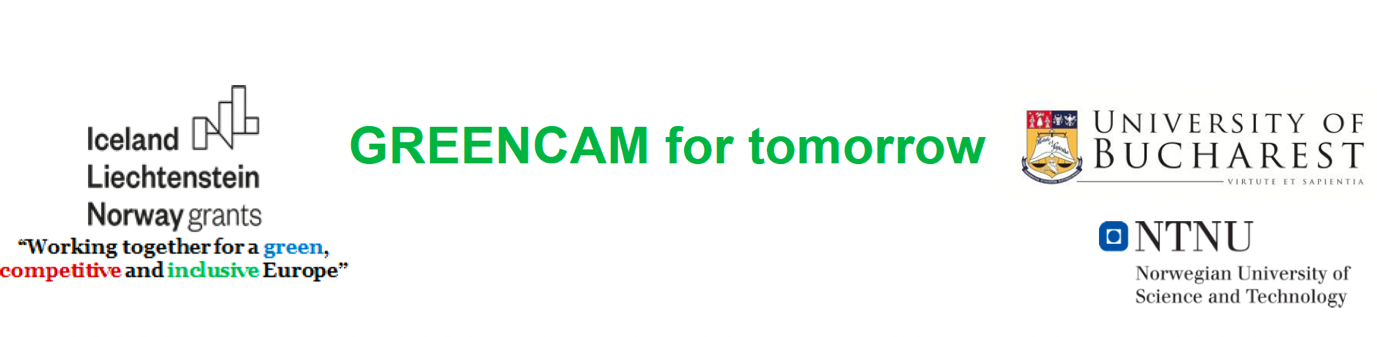 Iceland
Liechtenstein
Norway grants
“Working together for a green,
competitive and inclusive Europe”
GREENCAM for tomorrow
UNIVERSITY OF
BUCHAREST
VIRTUTE ET SAPIENTIA
NTNU
Norwegian University of
Science and Technology